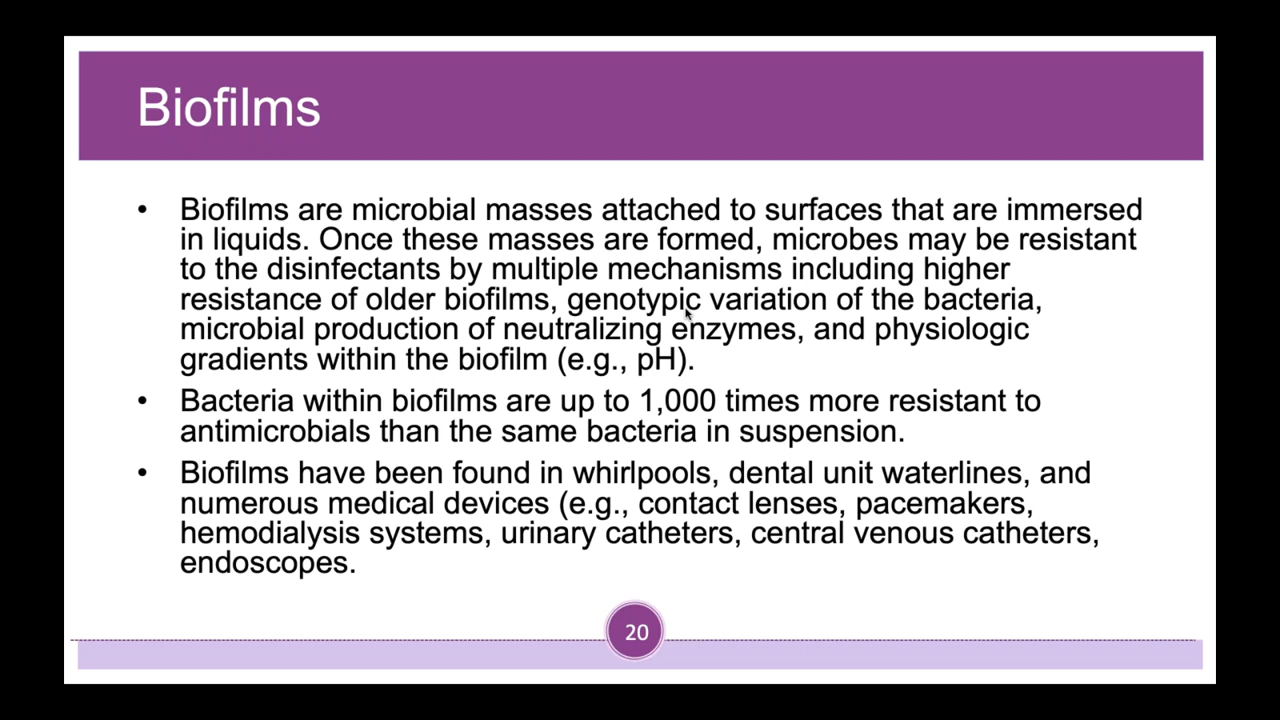 Biofilms
• Biofilms are microbial masses attached to surfaces that are immersed
in liquids. Once these masses are formed, microbes may be resistant
to the disinfectants by multiple mechanisms including higher
resistance of older biofilms, genotypic variation of the bacteria,
microbial production of neutralizing enzymes, and physiologic
gradients within the biofilm (e.g., pH).
• Bacteria within biofilms are up to 1,000 times more resistant to
antimicrobials than the same bacteria in suspension.
• Biofilms have been found in whirlpools, dental unit waterlines, and
numerous medical devices (e.g., contact lenses, pacemakers,
hemodialysis systems, urinary catheters, central venous catheters,
endoscopes.
20